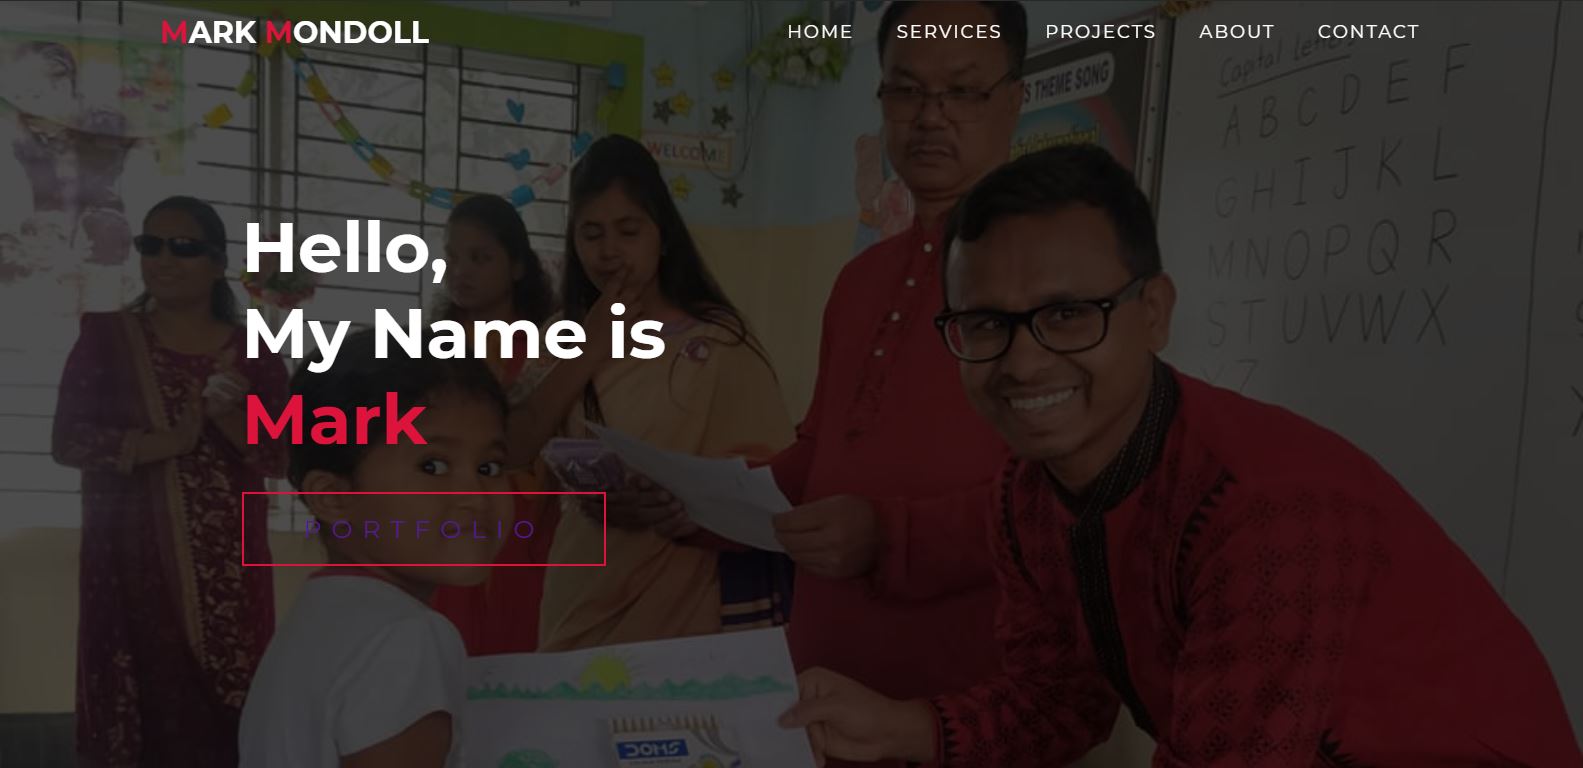 MARK MONDOLL
HOME SERVICES PROJECTS ABOUT CONTACT
Capital letters
'S THEME SONG
WELCOME
A B C D E F
G H I J K L
M N O P Q R
S T U V W X
Y Z
Hello,
My Name is
Mark
PORTFOLIO
DOMS